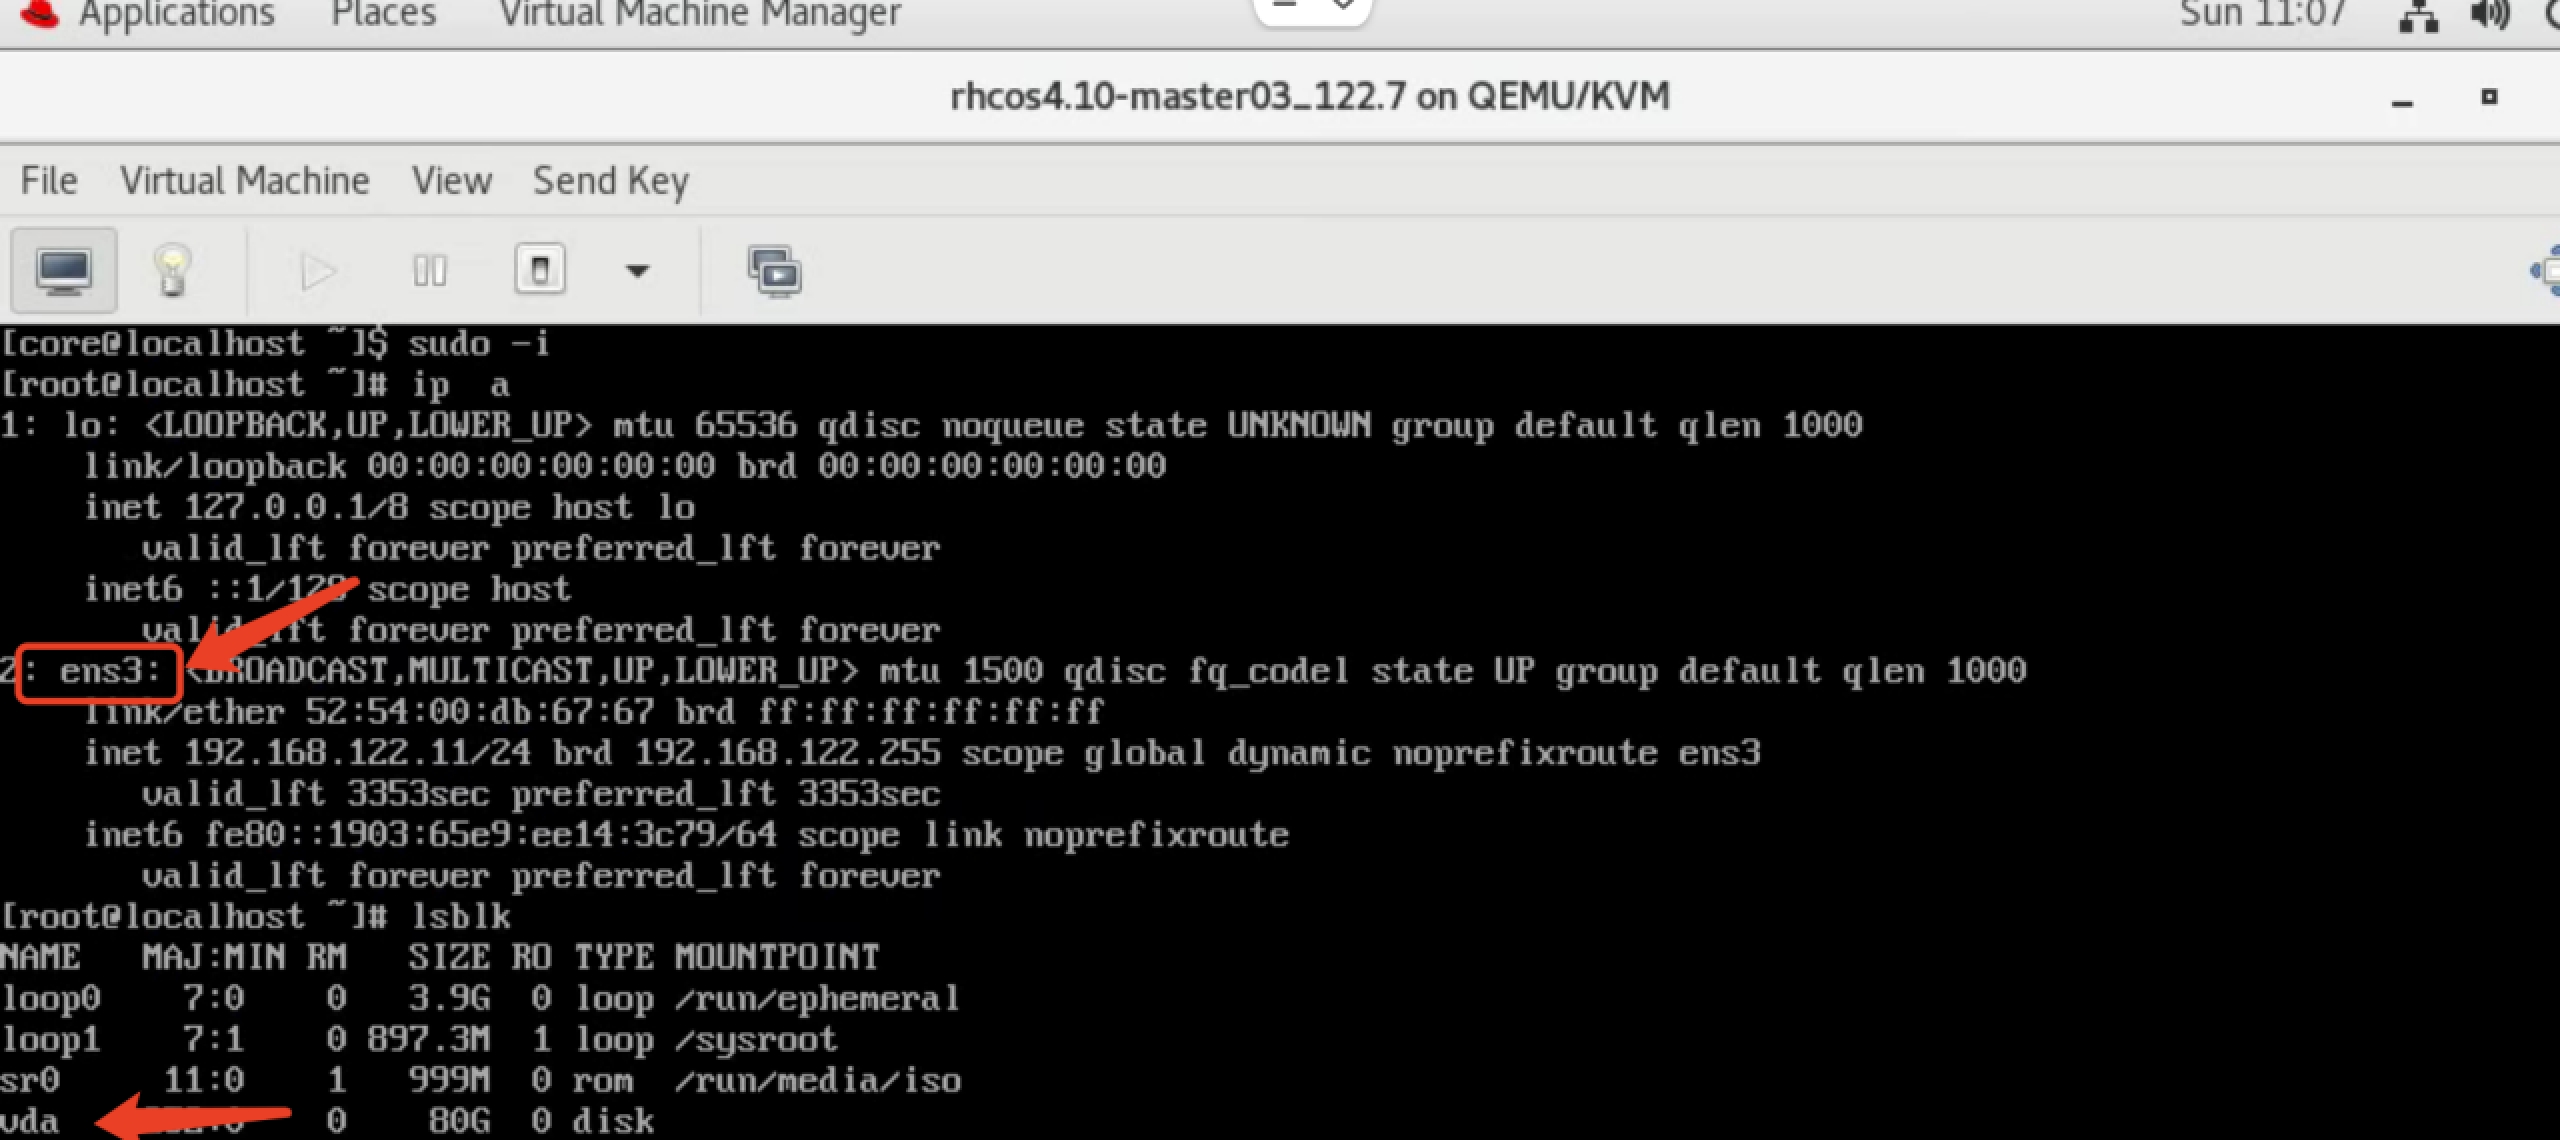 Applications Places Virtual Machine Manager Sun 11:07
rhcos4.10-master03_122.7 on QEMU/KVM
File Virtual Machine View Send Key
[core@localhost ~]$ sudo -i
[root@localhost ~]# ip  a
1: lo: <LOOPBACK,UP,LOWER_UP> mtu 65536 qdisc noqueue state UNKNOWN group default qlen 1000
link/loopback 00:00:00:00:00:00 brd 00:00:00:00:00:00
inet 127.0.0.1/8 scope host lo
valid_lft forever preferred_lft forever
inet6 ::1/128 scope host
valid_lft forever preferred_lft forever
2: ens3: <BROADCAST,MULTICAST,UP,LOWER_UP> mtu 1500 qdisc fq_codel state UP group default qlen 1000
link/ether 52:54:00:db:67:67 brd ff:ff:ff:ff:ff:ff
inet 192.168.122.11/24 brd 192.168.122.255 scope global dynamic noprefixroute ens3
valid_lft 3353sec preferred_lft 3353sec
inet6 fe80::1903:65e9:ee14:3c79/64 scope link noprefixroute
valid_lft forever preferred_lft forever
[root@localhost ~]# lsblk
NAME MAJ:MIN RM SIZE RO TYPE MOUNTPOINT
loop0 7:0 0 3.9G 0 loop /run/ephemeral
loop1 7:1 0 897.3M 1 loop /sysroot
sr0 11:0 1 999M 0 rom /run/media/iso
vda 0 80G 0 disk